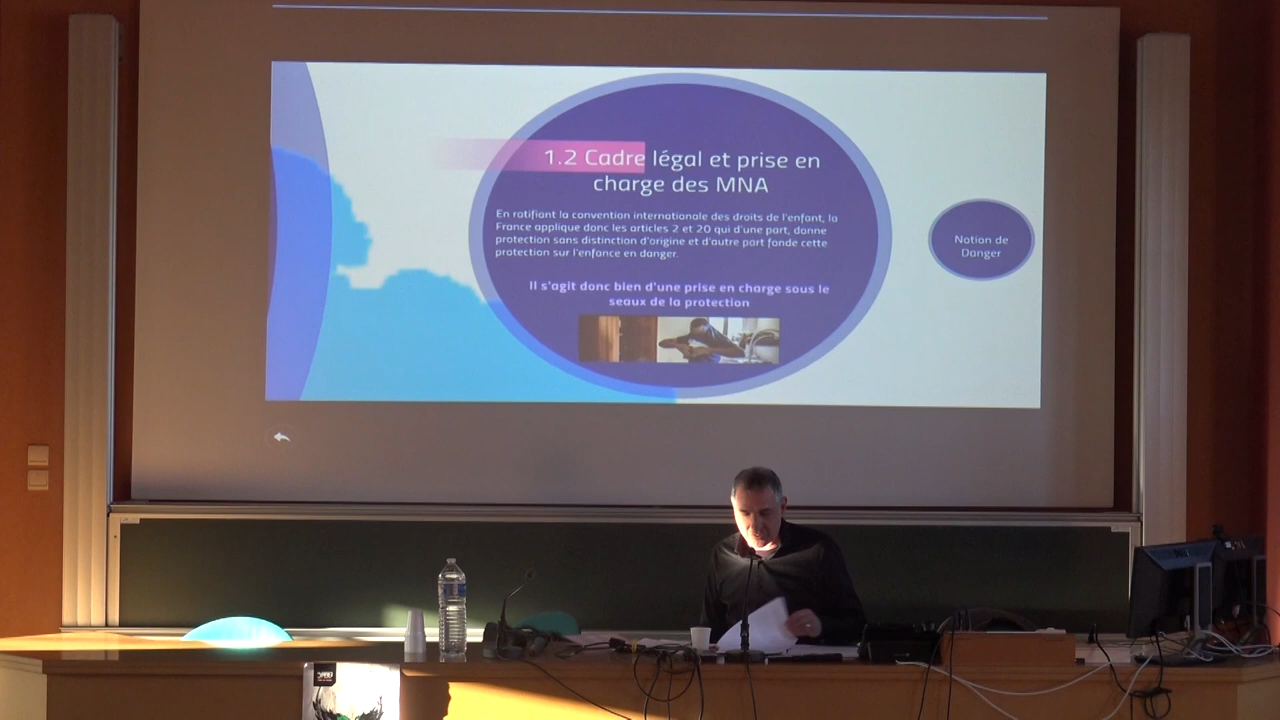 1.2 Cadre légal et prise en
charge des MNA
En ratifiant la convention internationale des droits de l'enfant, la
France applique donc les articles 2 et 20 qui d'une part, donne
protection sans distinction d'origine et d'autre part fonde cette
protection sur l'enfance en danger.
Il s'agit donc bien d'une prise en charge sous le
seaux de la protection
Notion de
Danger